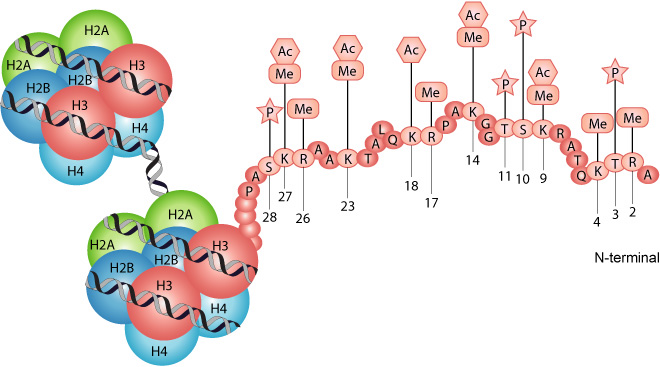 H2A
H2A
H2B
H2B
H3
H3
H4
H4
H2A
H2A
H2B
H2B
H3
H3
H4
H4
Ac Ac Ac Ac P Ac P
Me Me Me Me Me Me P Me Me Me
P
A P A S K R A A K T A L Q K R P A K G G T S K R A T Q K T R A
28 27 26 23 18 17 14 11 10 9 4 3 2
N-terminal